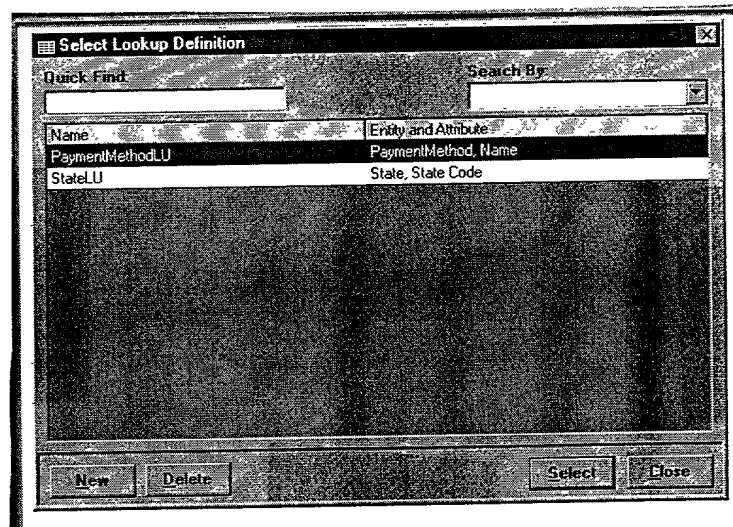 Select Lookup Definition
Quick Find: Search By:
Name Entity and Attribute
PaymentMethodLU PaymentMethod, Name
StateLU State, State Code
New Delete Select Close